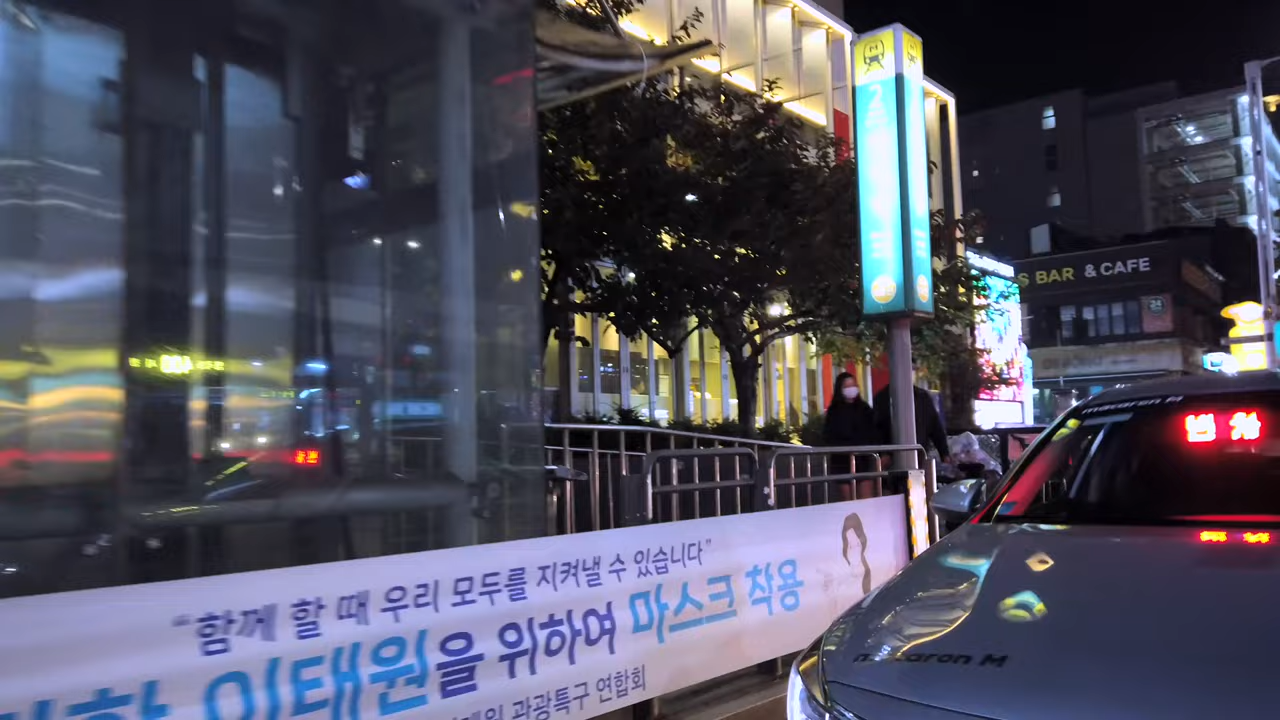 S BAR & CAFE
24
macaron M
빈 차
macaron M
“함께 할 때 우리 모두를 지켜낼 수 있습니다”
이태원을 위하여 마스크 착용
관광특구 연합회